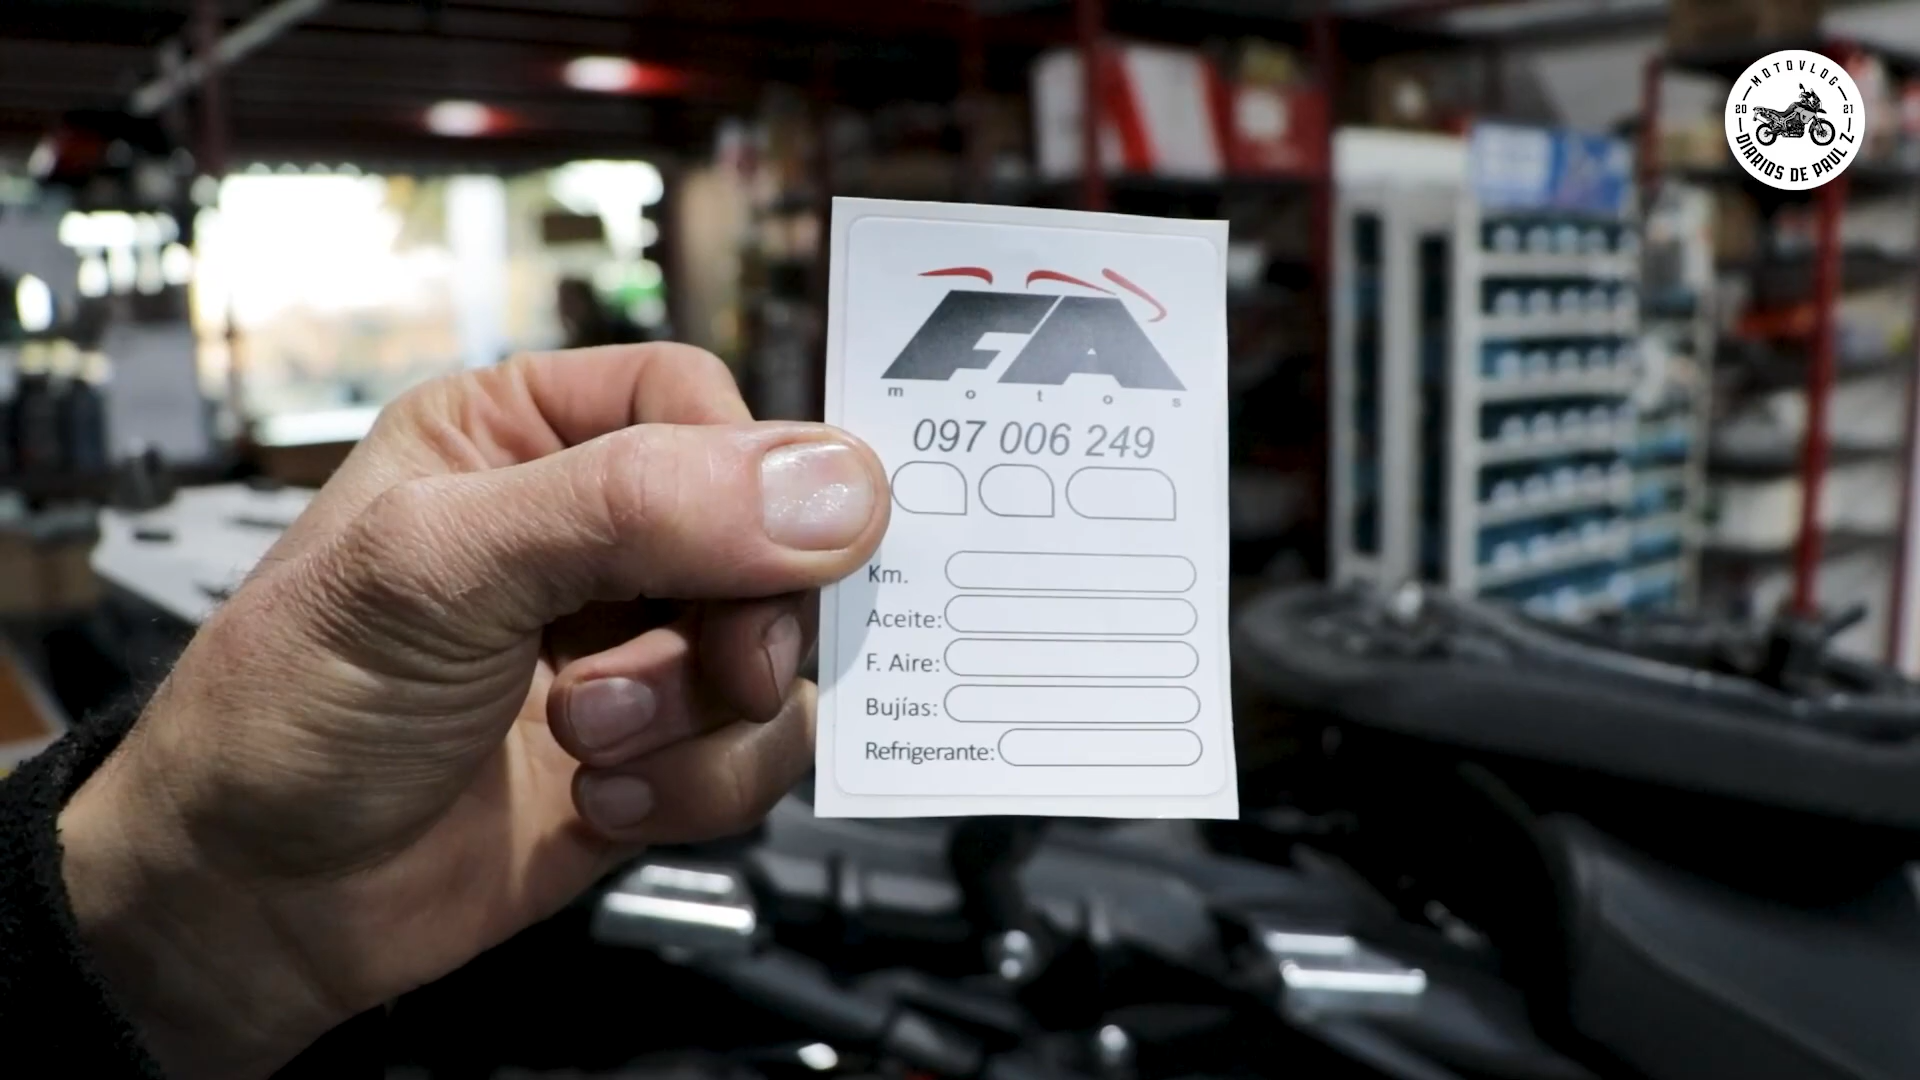 MOTOVLOG
20 21
DIARIOS DE PAUL Z
FA
motos
097 006 249
Km.
Aceite:
F. Aire:
Bujías:
Refrigerante: